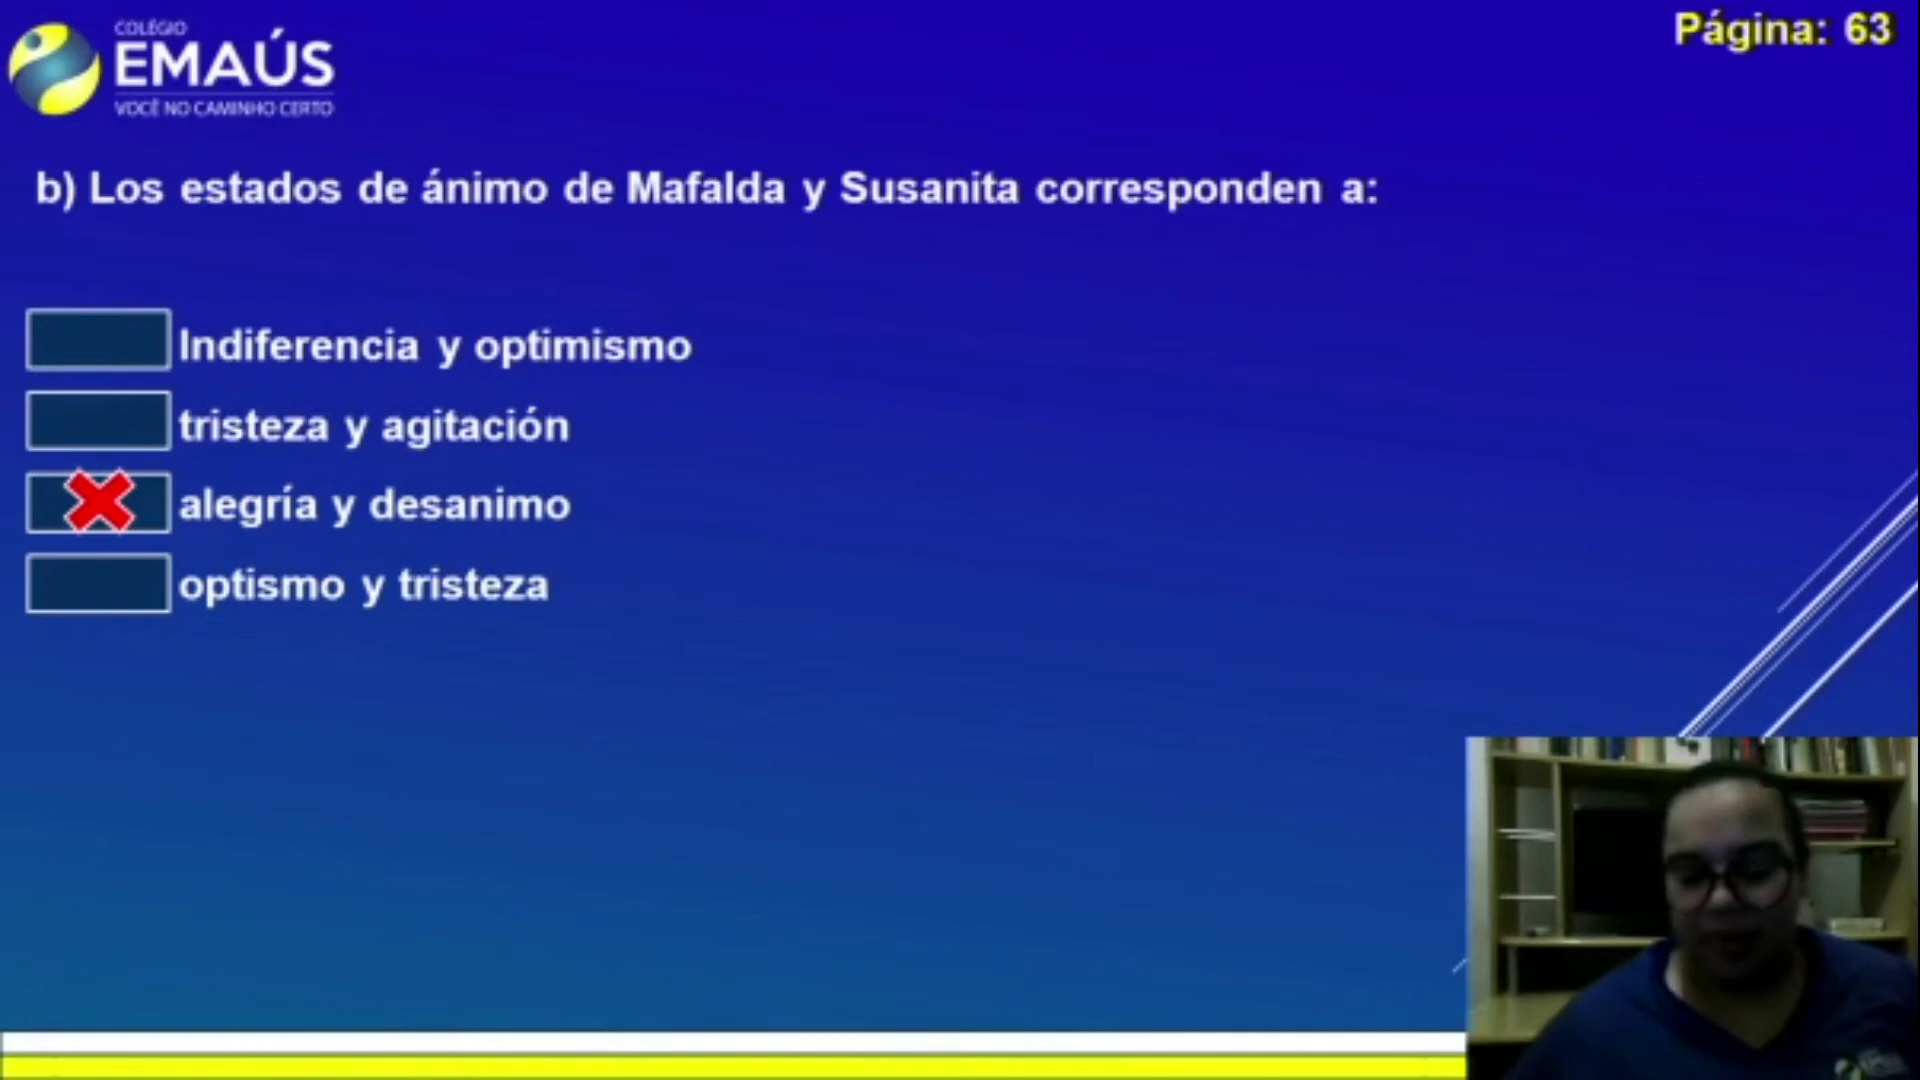 COLÉGIO
EMAÚS
VOCÊ NO CAMINHO CERTO
Página: 63
b) Los estados de ánimo de Mafalda y Susanita corresponden a:
Indiferencia y optimismo
tristeza y agitación
alegría y desanimo
optismo y tristeza